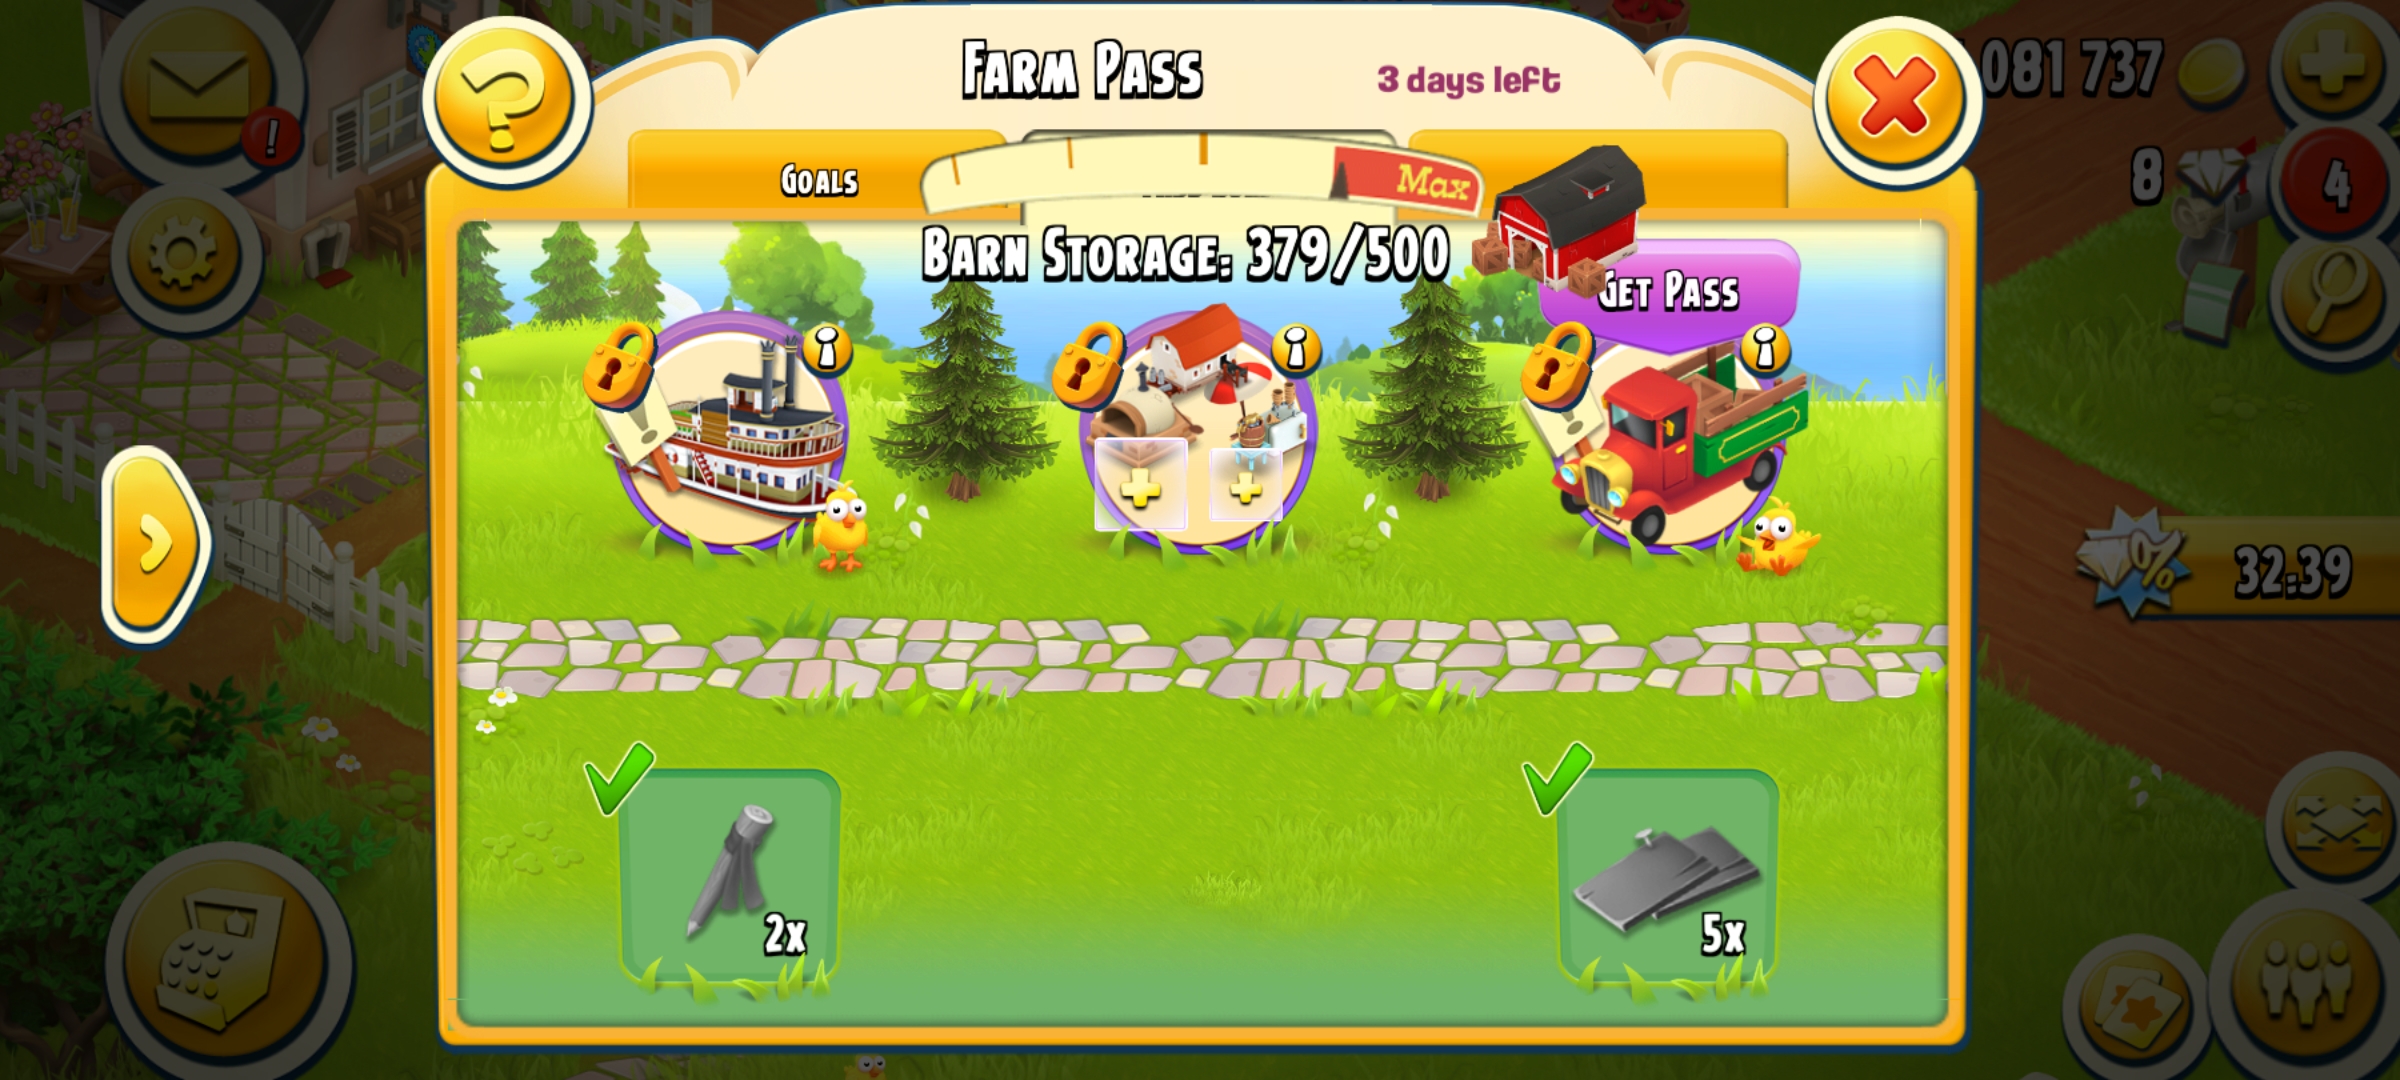 FARM PASS
3 days left
081 737
GOALS
Max
8
4
BARN STORAGE: 379/500
GET PASS
%
32:39
2x
5x